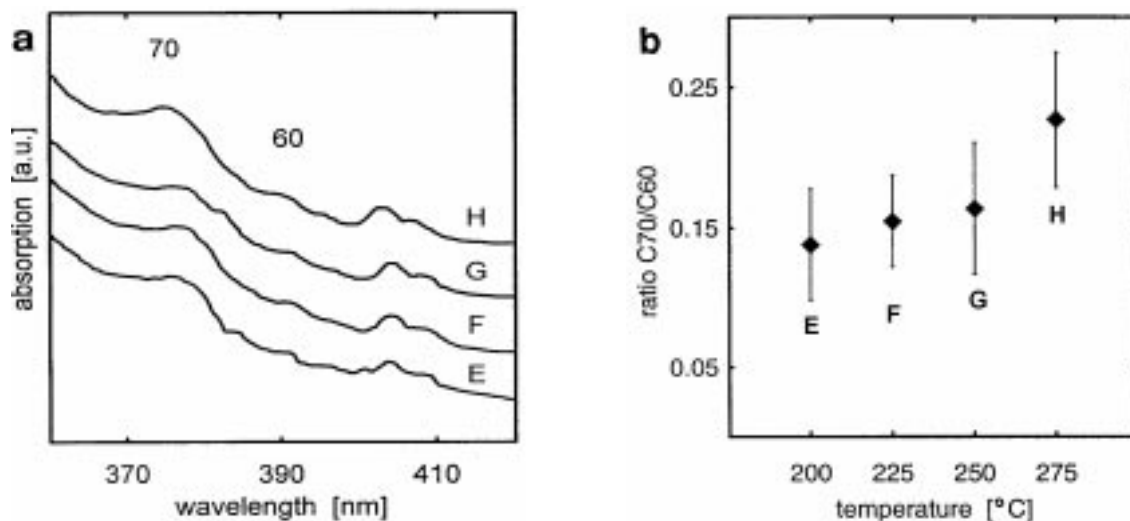 a
70
60
H
G
F
E
absorption [a.u.]
370 390 410
wavelength [nm]
b
0.25
0.15
0.05
ratio C70/C60
E
F
G
H
200 225 250 275
temperature [°C]